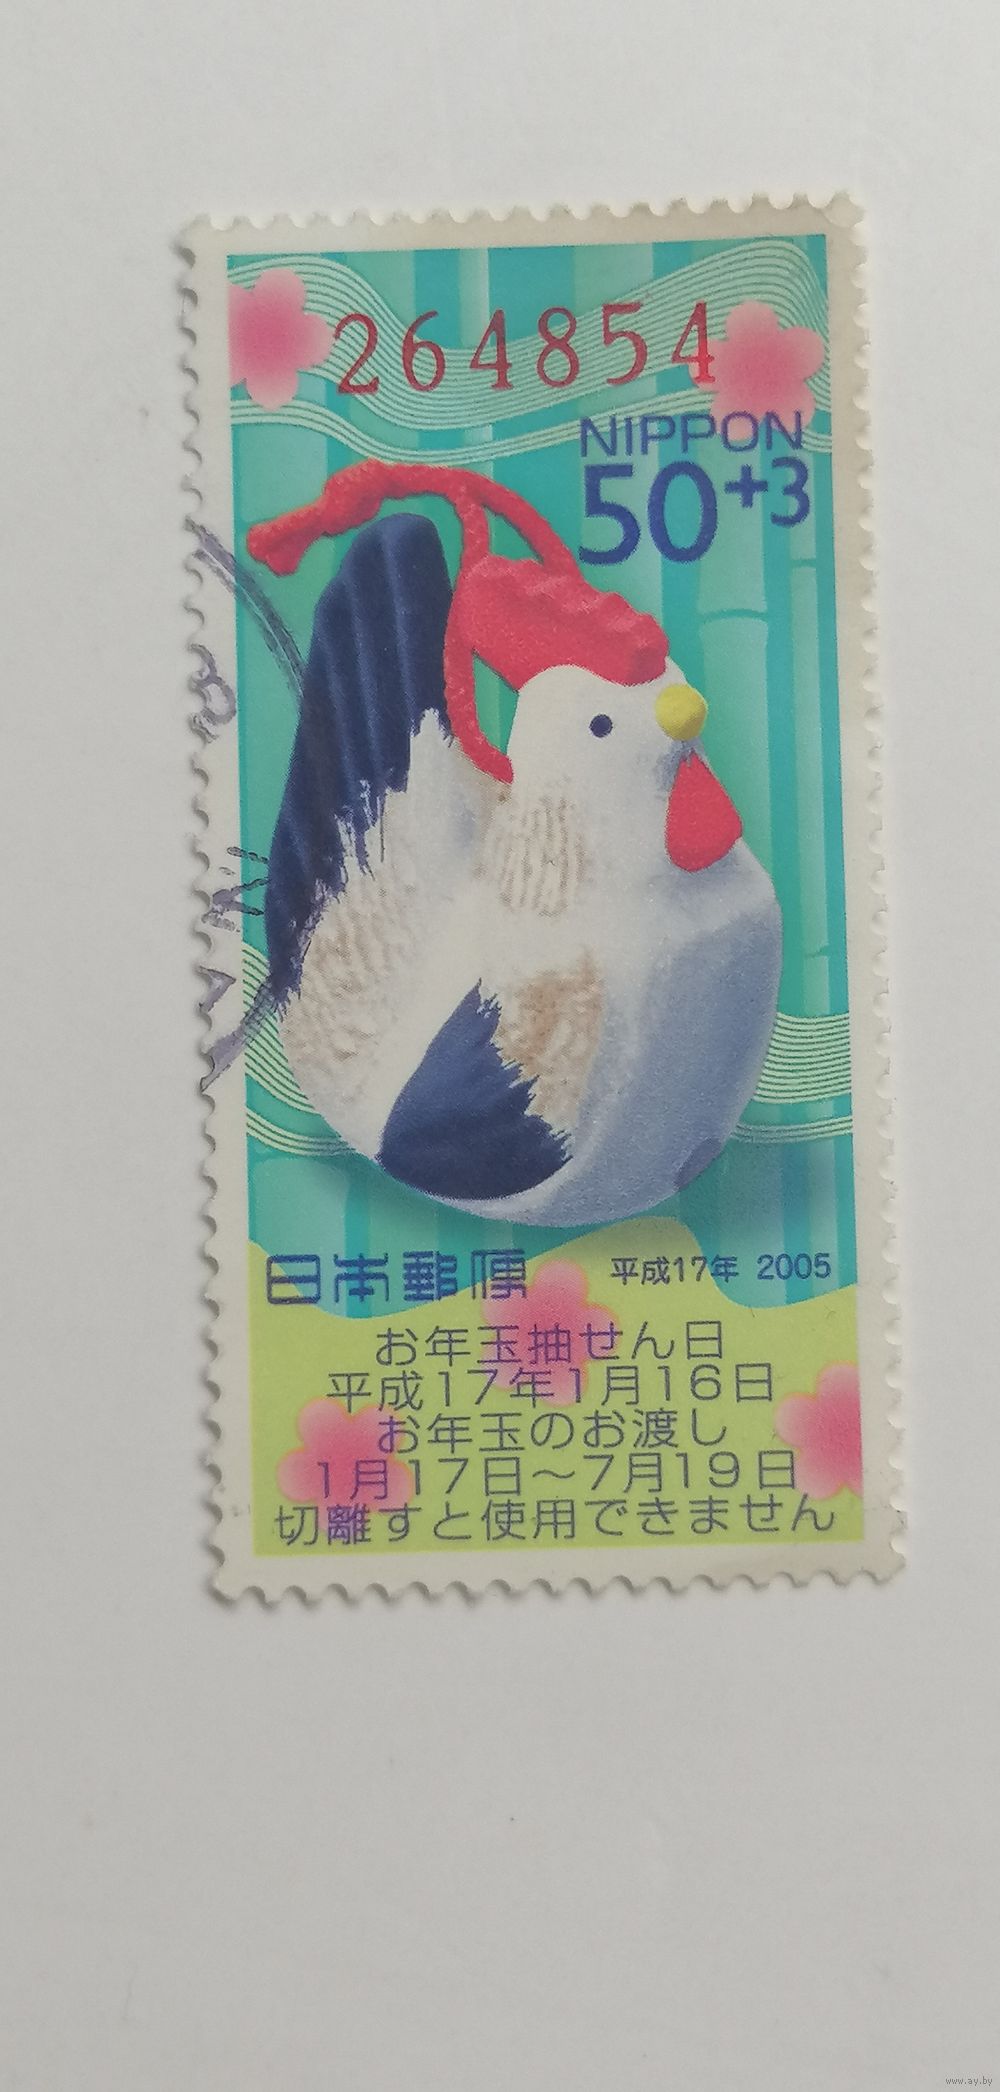 264854
NIPPON
50+3
日本郵便
平成17年 2005
お年玉抽せん日
平成17年1月16日
お年玉のお渡し
1月17日～7月19日
切離すと使用できません
www.ay.by